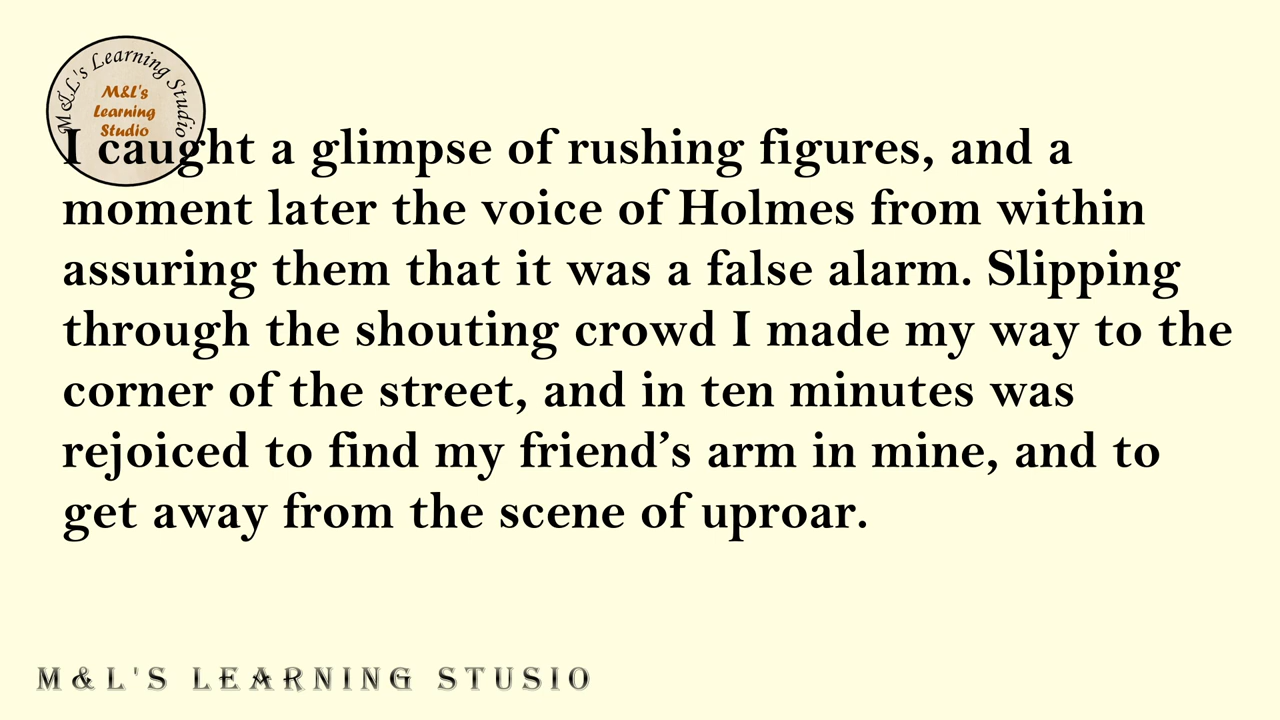 M&L's Learning Studio
M&L's
Learning
Studio
I caught a glimpse of rushing figures, and a
moment later the voice of Holmes from within
assuring them that it was a false alarm. Slipping
through the shouting crowd I made my way to the
corner of the street, and in ten minutes was
rejoiced to find my friend’s arm in mine, and to
get away from the scene of uproar.
M&L'S LEARNING STUSIO